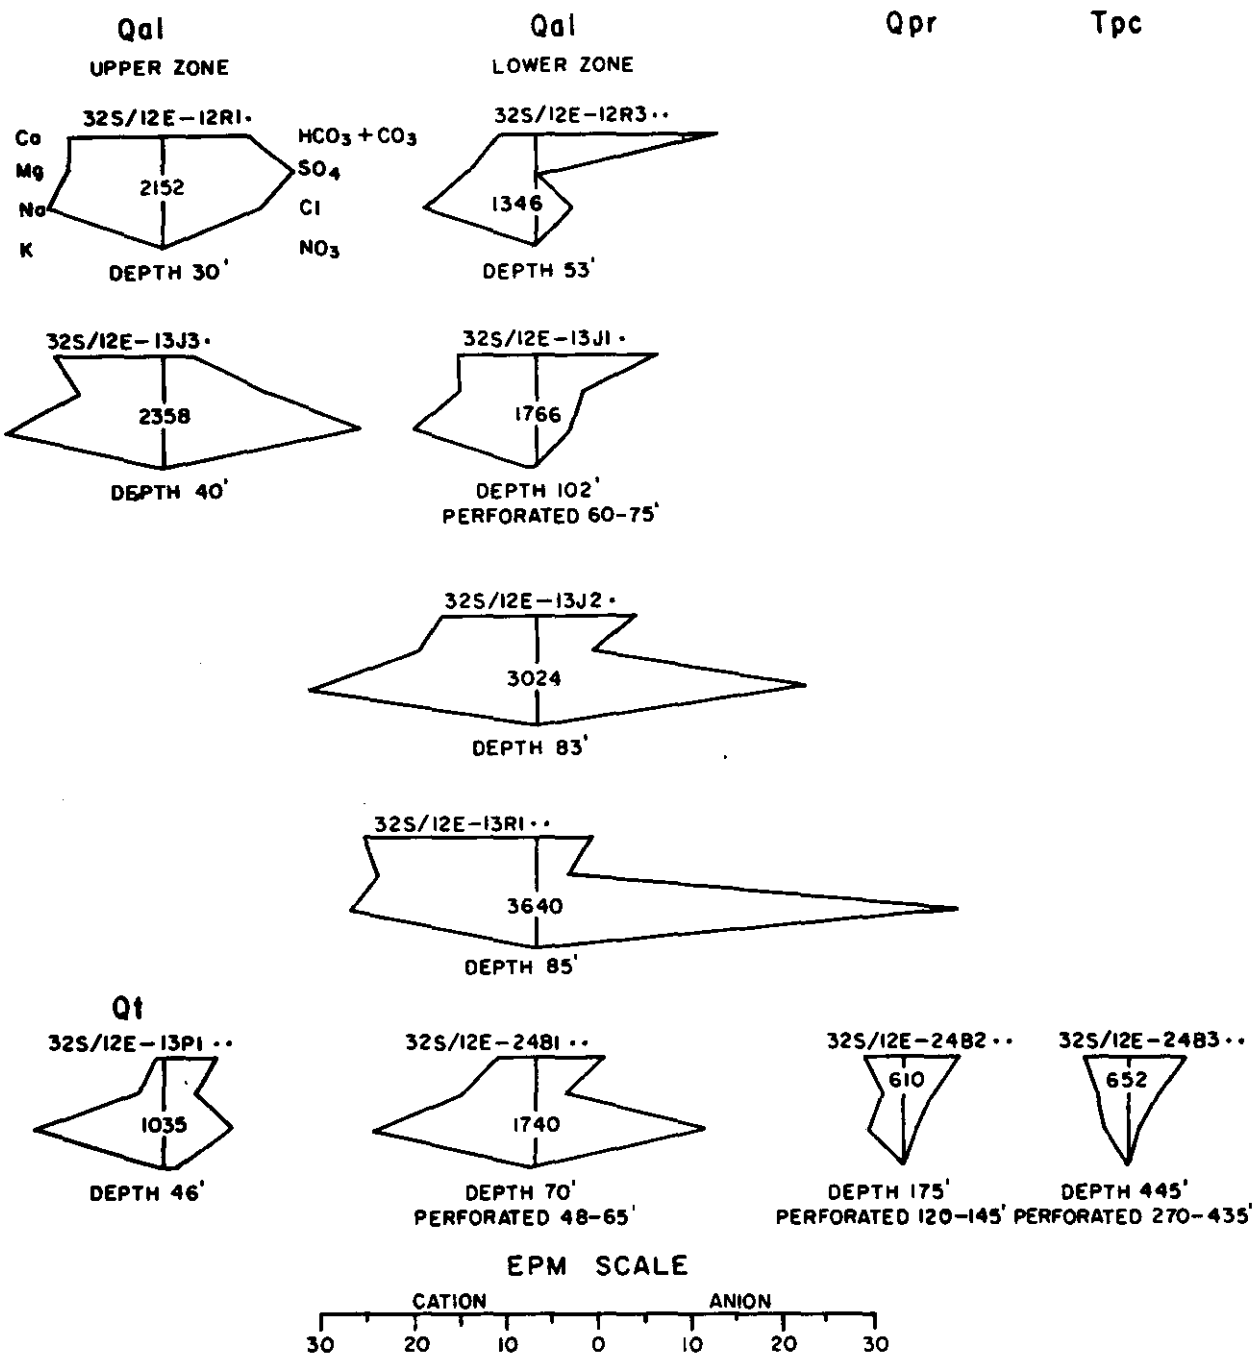 Qal Qal Qpr Tpc
UPPER ZONE LOWER ZONE
32S/12E-12R1. 32S/12E-12R3..
Ca HCO3 + CO3
Mg SO4
2152 1346
Na Cl
K NO3
DEPTH 30' DEPTH 53'
32S/12E-13J3. 32S/12E-13J1.
2358 1766
DEPTH 40' DEPTH 102'
PERFORATED 60-75'
32S/12E-13J2.
3024
DEPTH 83'
32S/12E-13R1..
3640
DEPTH 85'
Qt
32S/12E-13P1.. 32S/12E-24B1.. 32S/12E-24B2.. 32S/12E-24B3..
610 652
1035 1740
DEPTH 46' DEPTH 70' DEPTH 175' DEPTH 445'
PERFORATED 48-65' PERFORATED 120-145' PERFORATED 270-435'
EPM SCALE
CATION ANION
30 20 10 0 10 20 30